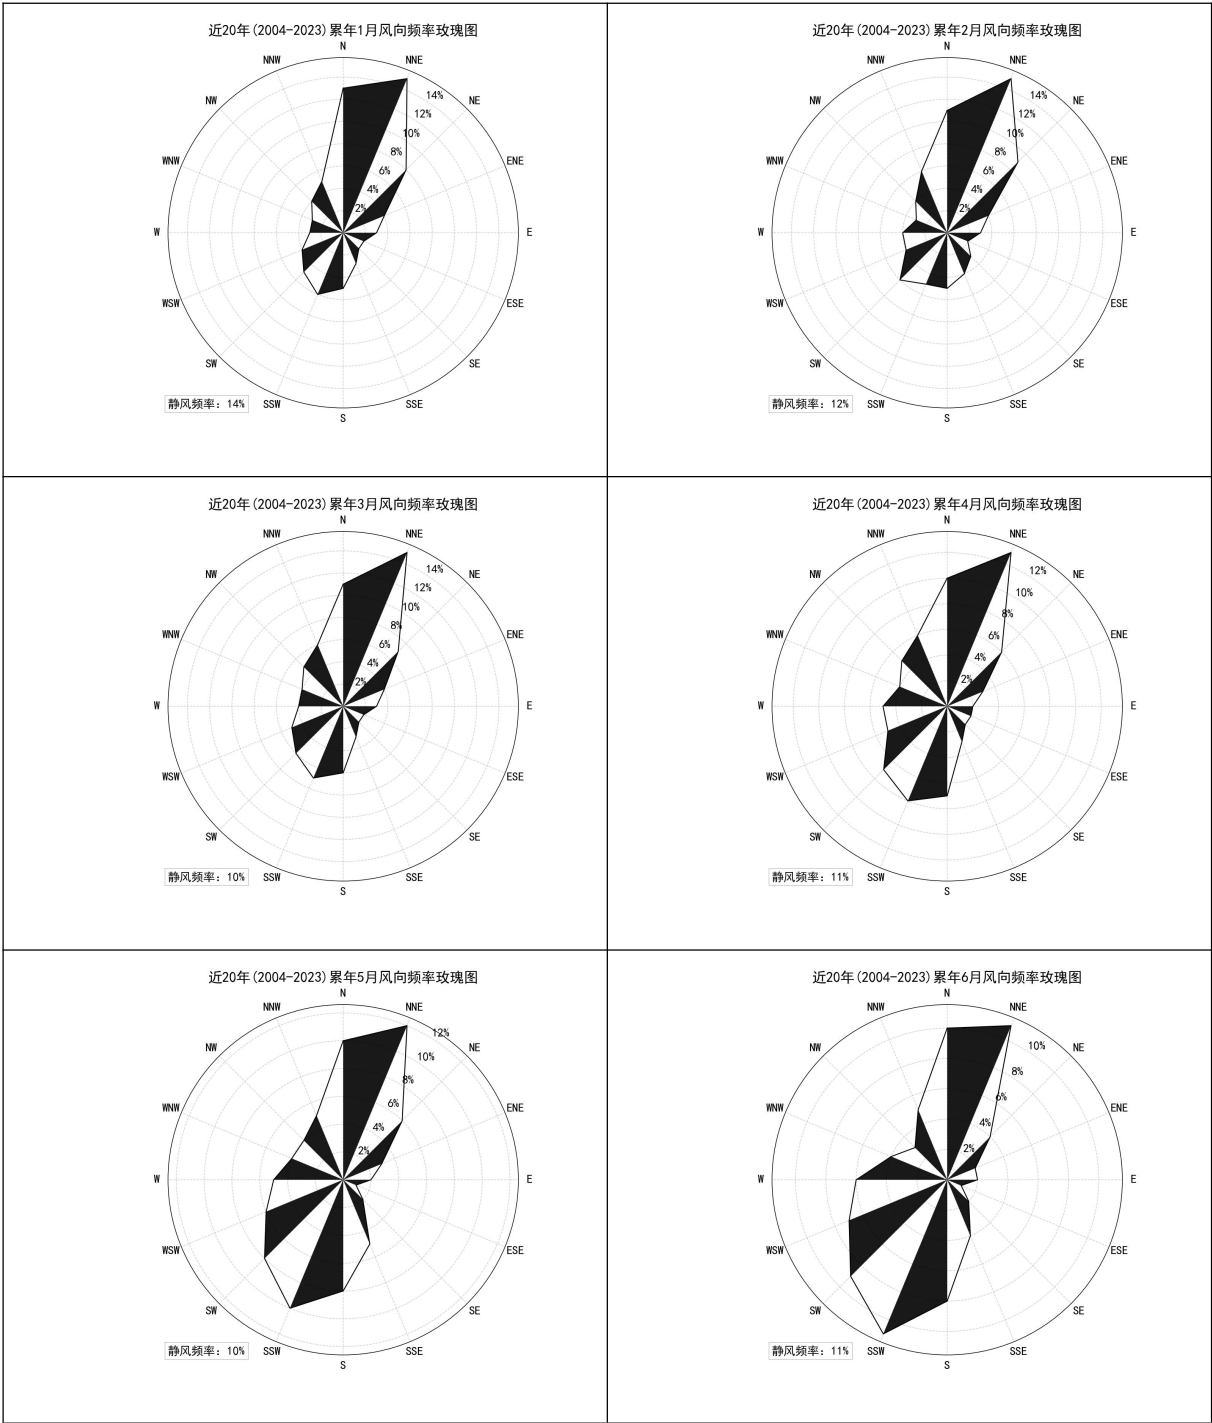 近20年(2004-2023)累年1月风向频率玫瑰图
N
NNW
NNE
NW
14%
NE
12%
10%
WNW
8%
ENE
6%
4%
2%
W
E
WSW
ESE
SW
SE
静风频率: 14%
SSW
SSE
S
近20年(2004-2023)累年2月风向频率玫瑰图
N
NNW
NNE
NW
14%
NE
12%
10%
WNW
8%
ENE
6%
4%
2%
W
E
WSW
ESE
SW
SE
静风频率: 12%
SSW
SSE
S
近20年(2004-2023)累年3月风向频率玫瑰图
N
NNW
NNE
NW
14%
NE
12%
10%
WNW
8%
ENE
6%
4%
2%
W
E
WSW
ESE
SW
SE
静风频率: 10%
SSW
SSE
S
近20年(2004-2023)累年4月风向频率玫瑰图
N
NNW
NNE
NW
12%
NE
10%
8%
WNW
6%
ENE
4%
2%
W
E
WSW
ESE
SW
SE
静风频率: 11%
SSW
SSE
S
近20年(2004-2023)累年5月风向频率玫瑰图
N
NNW
NNE
12%
NW
NE
10%
8%
WNW
6%
ENE
4%
2%
W
E
WSW
ESE
SW
SE
静风频率: 10%
SSW
SSE
S
近20年(2004-2023)累年6月风向频率玫瑰图
N
NNW
NNE
NW
10%
NE
8%
6%
WNW
ENE
4%
2%
W
E
WSW
ESE
SW
SE
静风频率: 11%
SSW
SSE
S